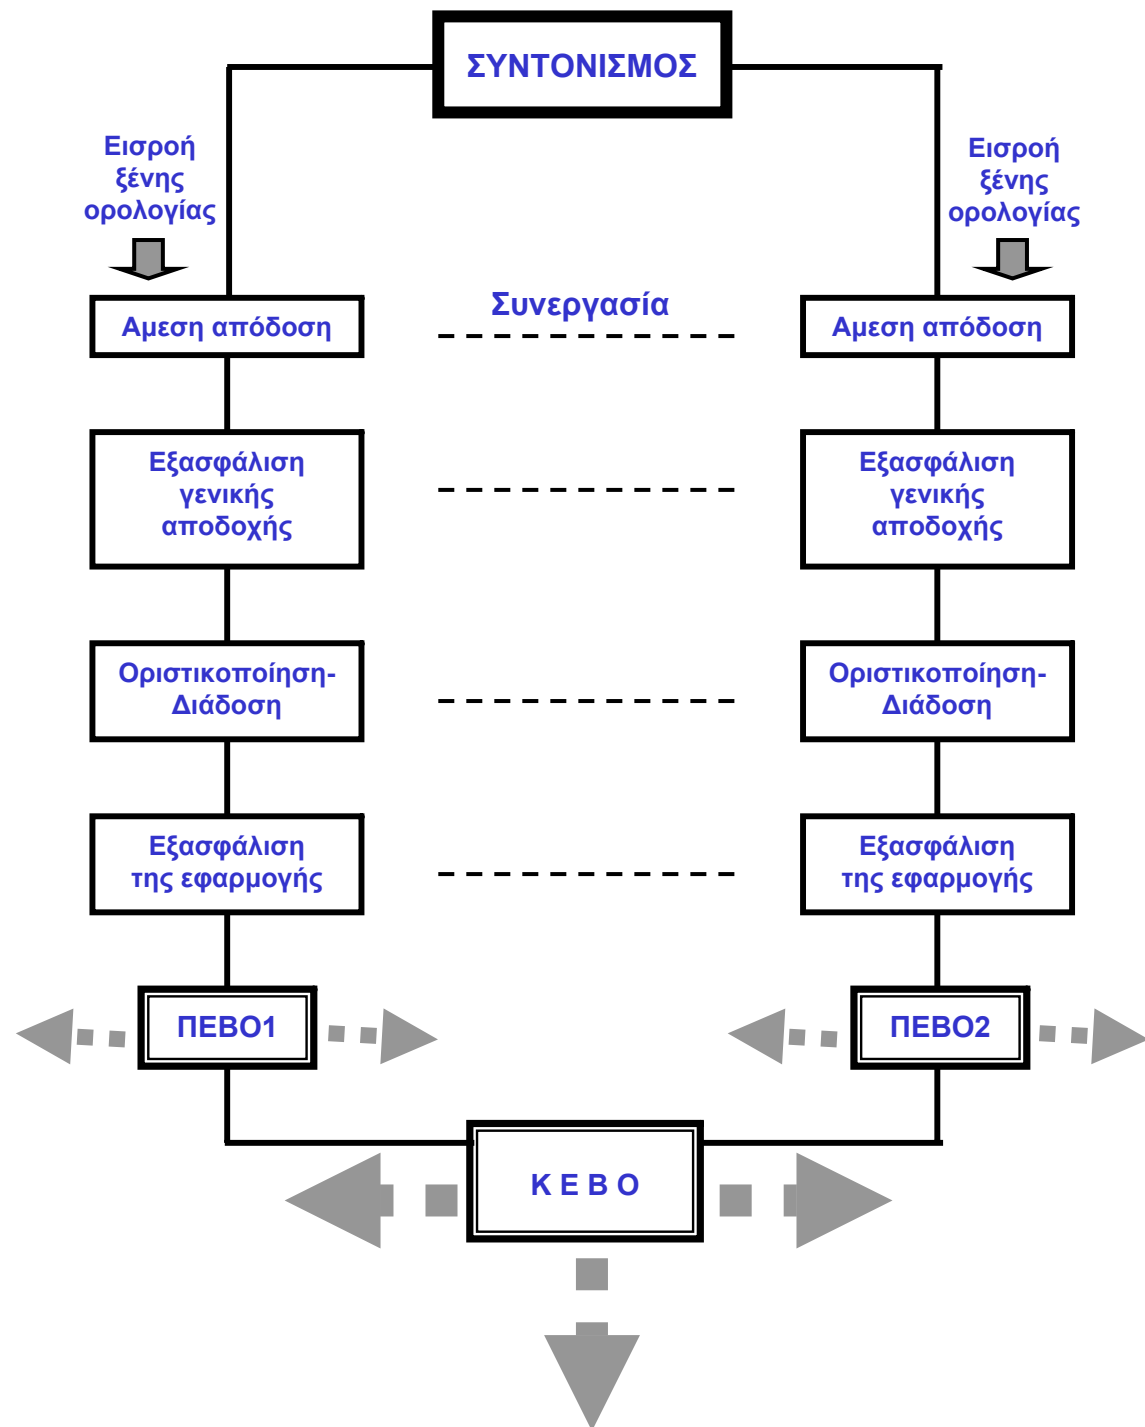 ΣΥΝΤΟΝΙΣΜΟΣ
Εισροή
ξένης
ορολογίας
Εισροή
ξένης
ορολογίας
Αμεση απόδοση
Συνεργασία
Αμεση απόδοση
Εξασφάλιση
γενικής
αποδοχής
Εξασφάλιση
γενικής
αποδοχής
Οριστικοποίηση-
Διάδοση
Οριστικοποίηση-
Διάδοση
Εξασφάλιση
της εφαρμογής
Εξασφάλιση
της εφαρμογής
ΠΕΒΟ1
ΠΕΒΟ2
Κ Ε Β Ο